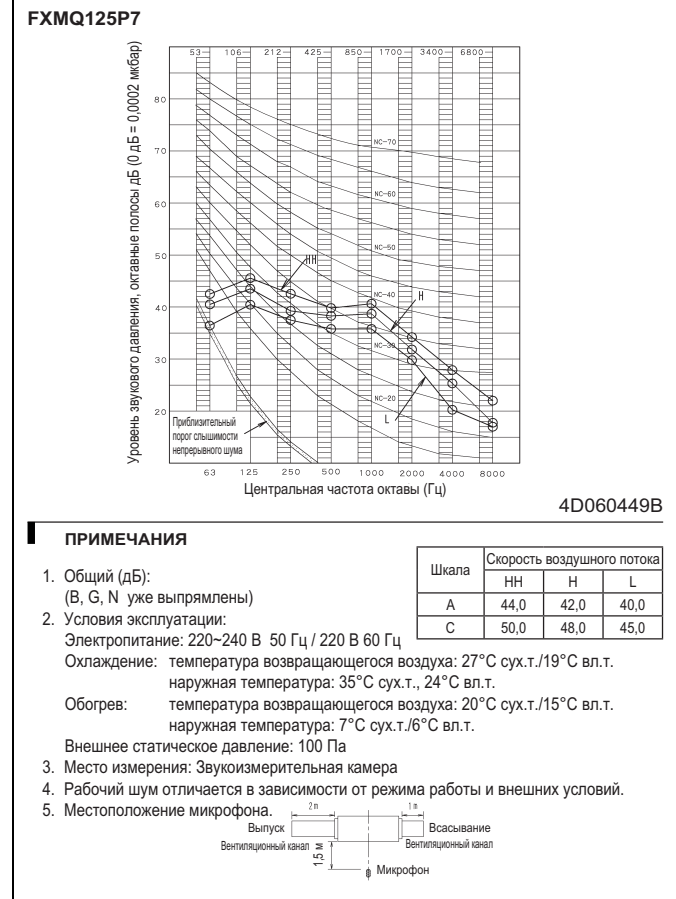 FXMQ125P7
Уровень звукового давления, октавные полосы дБ (0 дБ = 0,0002 мкбар)
53 106 212 425 850 1700 3400 6800
80
70
60
50
40
30
20
NC-70
NC-60
NC-50
NC-40
NC-30
NC-20
HH
H
L
Приблизительный
порог слышимости
непрерывного шума
63 125 250 500 1000 2000 4000 8000
Центральная частота октавы (Гц)
4D060449B
ПРИМЕЧАНИЯ
1. Общий (дБ):
(B, G, N уже выпрямлены)
Шкала Скорость воздушного потока
HH H L
A 44,0 42,0 40,0
C 50,0 48,0 45,0
2. Условия эксплуатации:
Электропитание: 220~240 В 50 Гц / 220 В 60 Гц
Охлаждение: температура возвращающегося воздуха: 27°C сух.т./19°C вл.т.
наружная температура: 35°C сух.т., 24°C вл.т.
Обогрев: температура возвращающегося воздуха: 20°C сух.т./15°C вл.т.
наружная температура: 7°C сух.т./6°C вл.т.
Внешнее статическое давление: 100 Па
3. Место измерения: Звукоизмерительная камера
4. Рабочий шум отличается в зависимости от режима работы и внешних условий.
5. Местоположение микрофона.
2 m 1 m
Выпуск Всасывание
Вентиляционный канал Вентиляционный канал
1,5 м
Микрофон